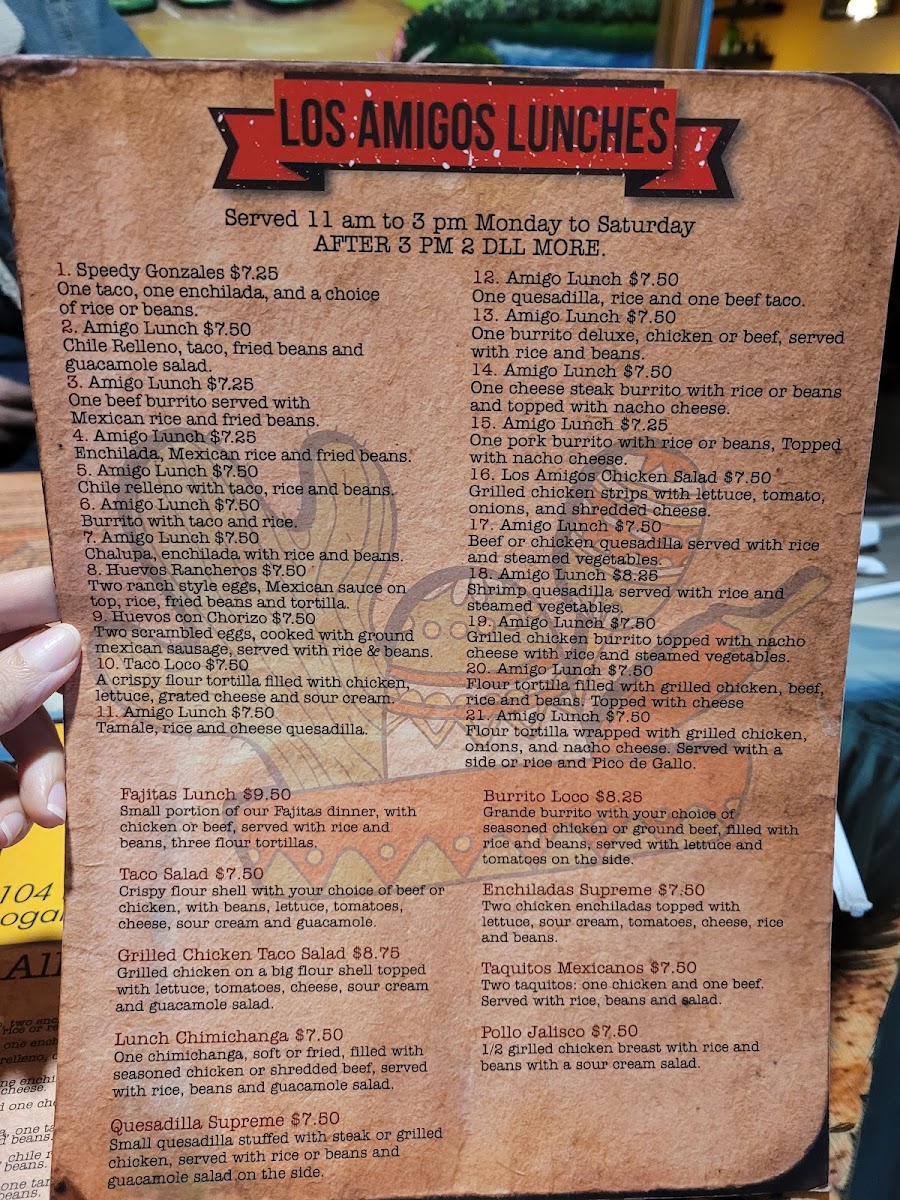 LOS AMIGOS LUNCHES
Served 11 am to 3 pm Monday to Saturday
AFTER 3 PM 2 DLL MORE.
1. Speedy Gonzales $7.25
One taco, one enchilada, and a choice
of rice or beans.
2. Amigo Lunch $7.50
Chile Relleno, taco, fried beans and
guacamole salad.
3. Amigo Lunch $7.25
One beef burrito served with
Mexican rice and fried beans.
4. Amigo Lunch $7.25
Enchilada, Mexican rice and fried beans.
5. Amigo Lunch $7.50
Chile relleno with taco, rice and beans.
6. Amigo Lunch $7.50
Burrito with taco and rice.
7. Amigo Lunch $7.50
Chalupa, enchilada with rice and beans.
8. Huevos Rancheros $7.50
Two ranch style eggs, Mexican sauce on
top, rice, fried beans and tortilla.
9. Huevos con Chorizo $7.50
Two scrambled eggs, cooked with ground
mexican sausage, served with rice & beans.
10. Taco Loco $7.50
A crispy flour tortilla filled with chicken,
lettuce, grated cheese and sour cream.
11. Amigo Lunch $7.50
Tamale, rice and cheese quesadilla.
12. Amigo Lunch $7.50
One quesadilla, rice and one beef taco.
13. Amigo Lunch $7.50
One burrito deluxe, chicken or beef, served
with rice and beans.
14. Amigo Lunch $7.50
One cheese steak burrito with rice or beans
and topped with nacho cheese.
15. Amigo Lunch $7.25
One pork burrito with rice or beans, Topped
with nacho cheese.
16. Los Amigos Chicken Salad $7.50
Grilled chicken strips with lettuce, tomato,
onions, and shredded cheese.
17. Amigo Lunch $7.50
Beef or chicken quesadilla served with rice
and steamed vegetables.
18. Amigo Lunch $8.25
Shrimp quesadilla served with rice and
steamed vegetables.
19. Amigo Lunch $7.50
Grilled chicken burrito topped with nacho
cheese with rice and steamed vegetables.
20. Amigo Lunch $7.50
Flour tortilla filled with grilled chicken, beef,
rice and beans. Topped with cheese
21. Amigo Lunch $7.50
Flour tortilla wrapped with grilled chicken,
onions, and nacho cheese. Served with a
side or rice and Pico de Gallo.
Fajitas Lunch $9.50
Small portion of our Fajitas dinner, with
chicken or beef, served with rice and
beans, three flour tortillas.
Taco Salad $7.50
Crispy flour shell with your choice of beef or
chicken, with beans, lettuce, tomatoes,
cheese, sour cream and guacamole.
Grilled Chicken Taco Salad $8.75
Grilled chicken on a big flour shell topped
with lettuce, tomatoes, cheese, sour cream
and guacamole salad.
Lunch Chimichanga $7.50
One chimichanga, soft or fried, filled with
seasoned chicken or shredded beef, served
with rice, beans and guacamole salad.
Quesadilla Supreme $7.50
Small quesadilla stuffed with steak or grilled
chicken, served with rice or beans and
guacamole salad on the side.
Burrito Loco $8.25
Grande burrito with your choice of
seasoned chicken or ground beef, filled with
rice and beans, served with lettuce and
tomatoes on the side.
Enchiladas Supreme $7.50
Two chicken enchiladas topped with
lettuce, sour cream, tomatoes, cheese, rice
and beans.
Taquitos Mexicanos $7.50
Two taquitos: one chicken and one beef.
Served with rice, beans and salad.
Pollo Jalisco $7.50
1/2 girlled chicken breast with rice and
beans with a sour cream salad.
104